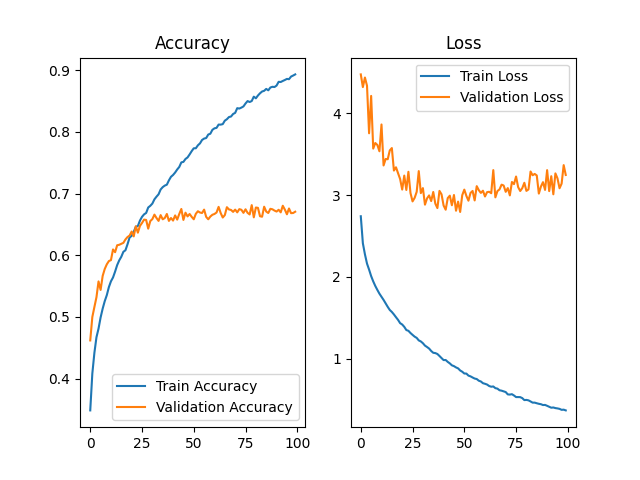 Accuracy
0.9
0.8
0.7
0.6
0.5
0.4
Train Accuracy
Validation Accuracy
0 25 50 75 100
Loss
Train Loss
Validation Loss
4
3
2
1
0 25 50 75 100